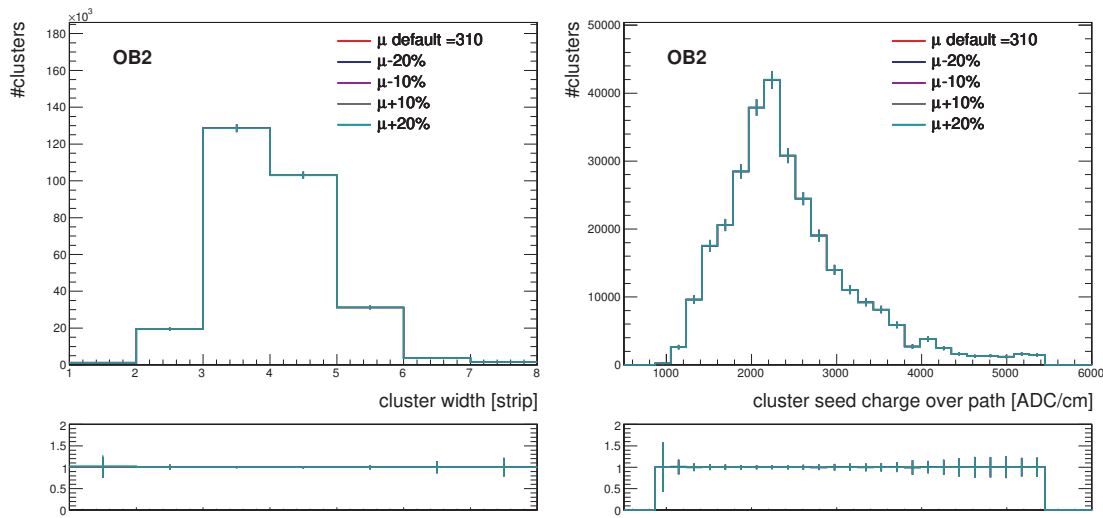 ×10³
180
160
140
120
100
80
60
40
20
0
#clusters
OB2
μ default =310
μ-20%
μ-10%
μ+10%
μ+20%
1 2 3 4 5 6 7 8
cluster width [strip]
2
1.5
1
0.5
0
50000
40000
30000
20000
10000
0
#clusters
OB2
μ default =310
μ-20%
μ-10%
μ+10%
μ+20%
1000 2000 3000 4000 5000 6000
cluster seed charge over path [ADC/cm]
2
1.5
1
0.5
0